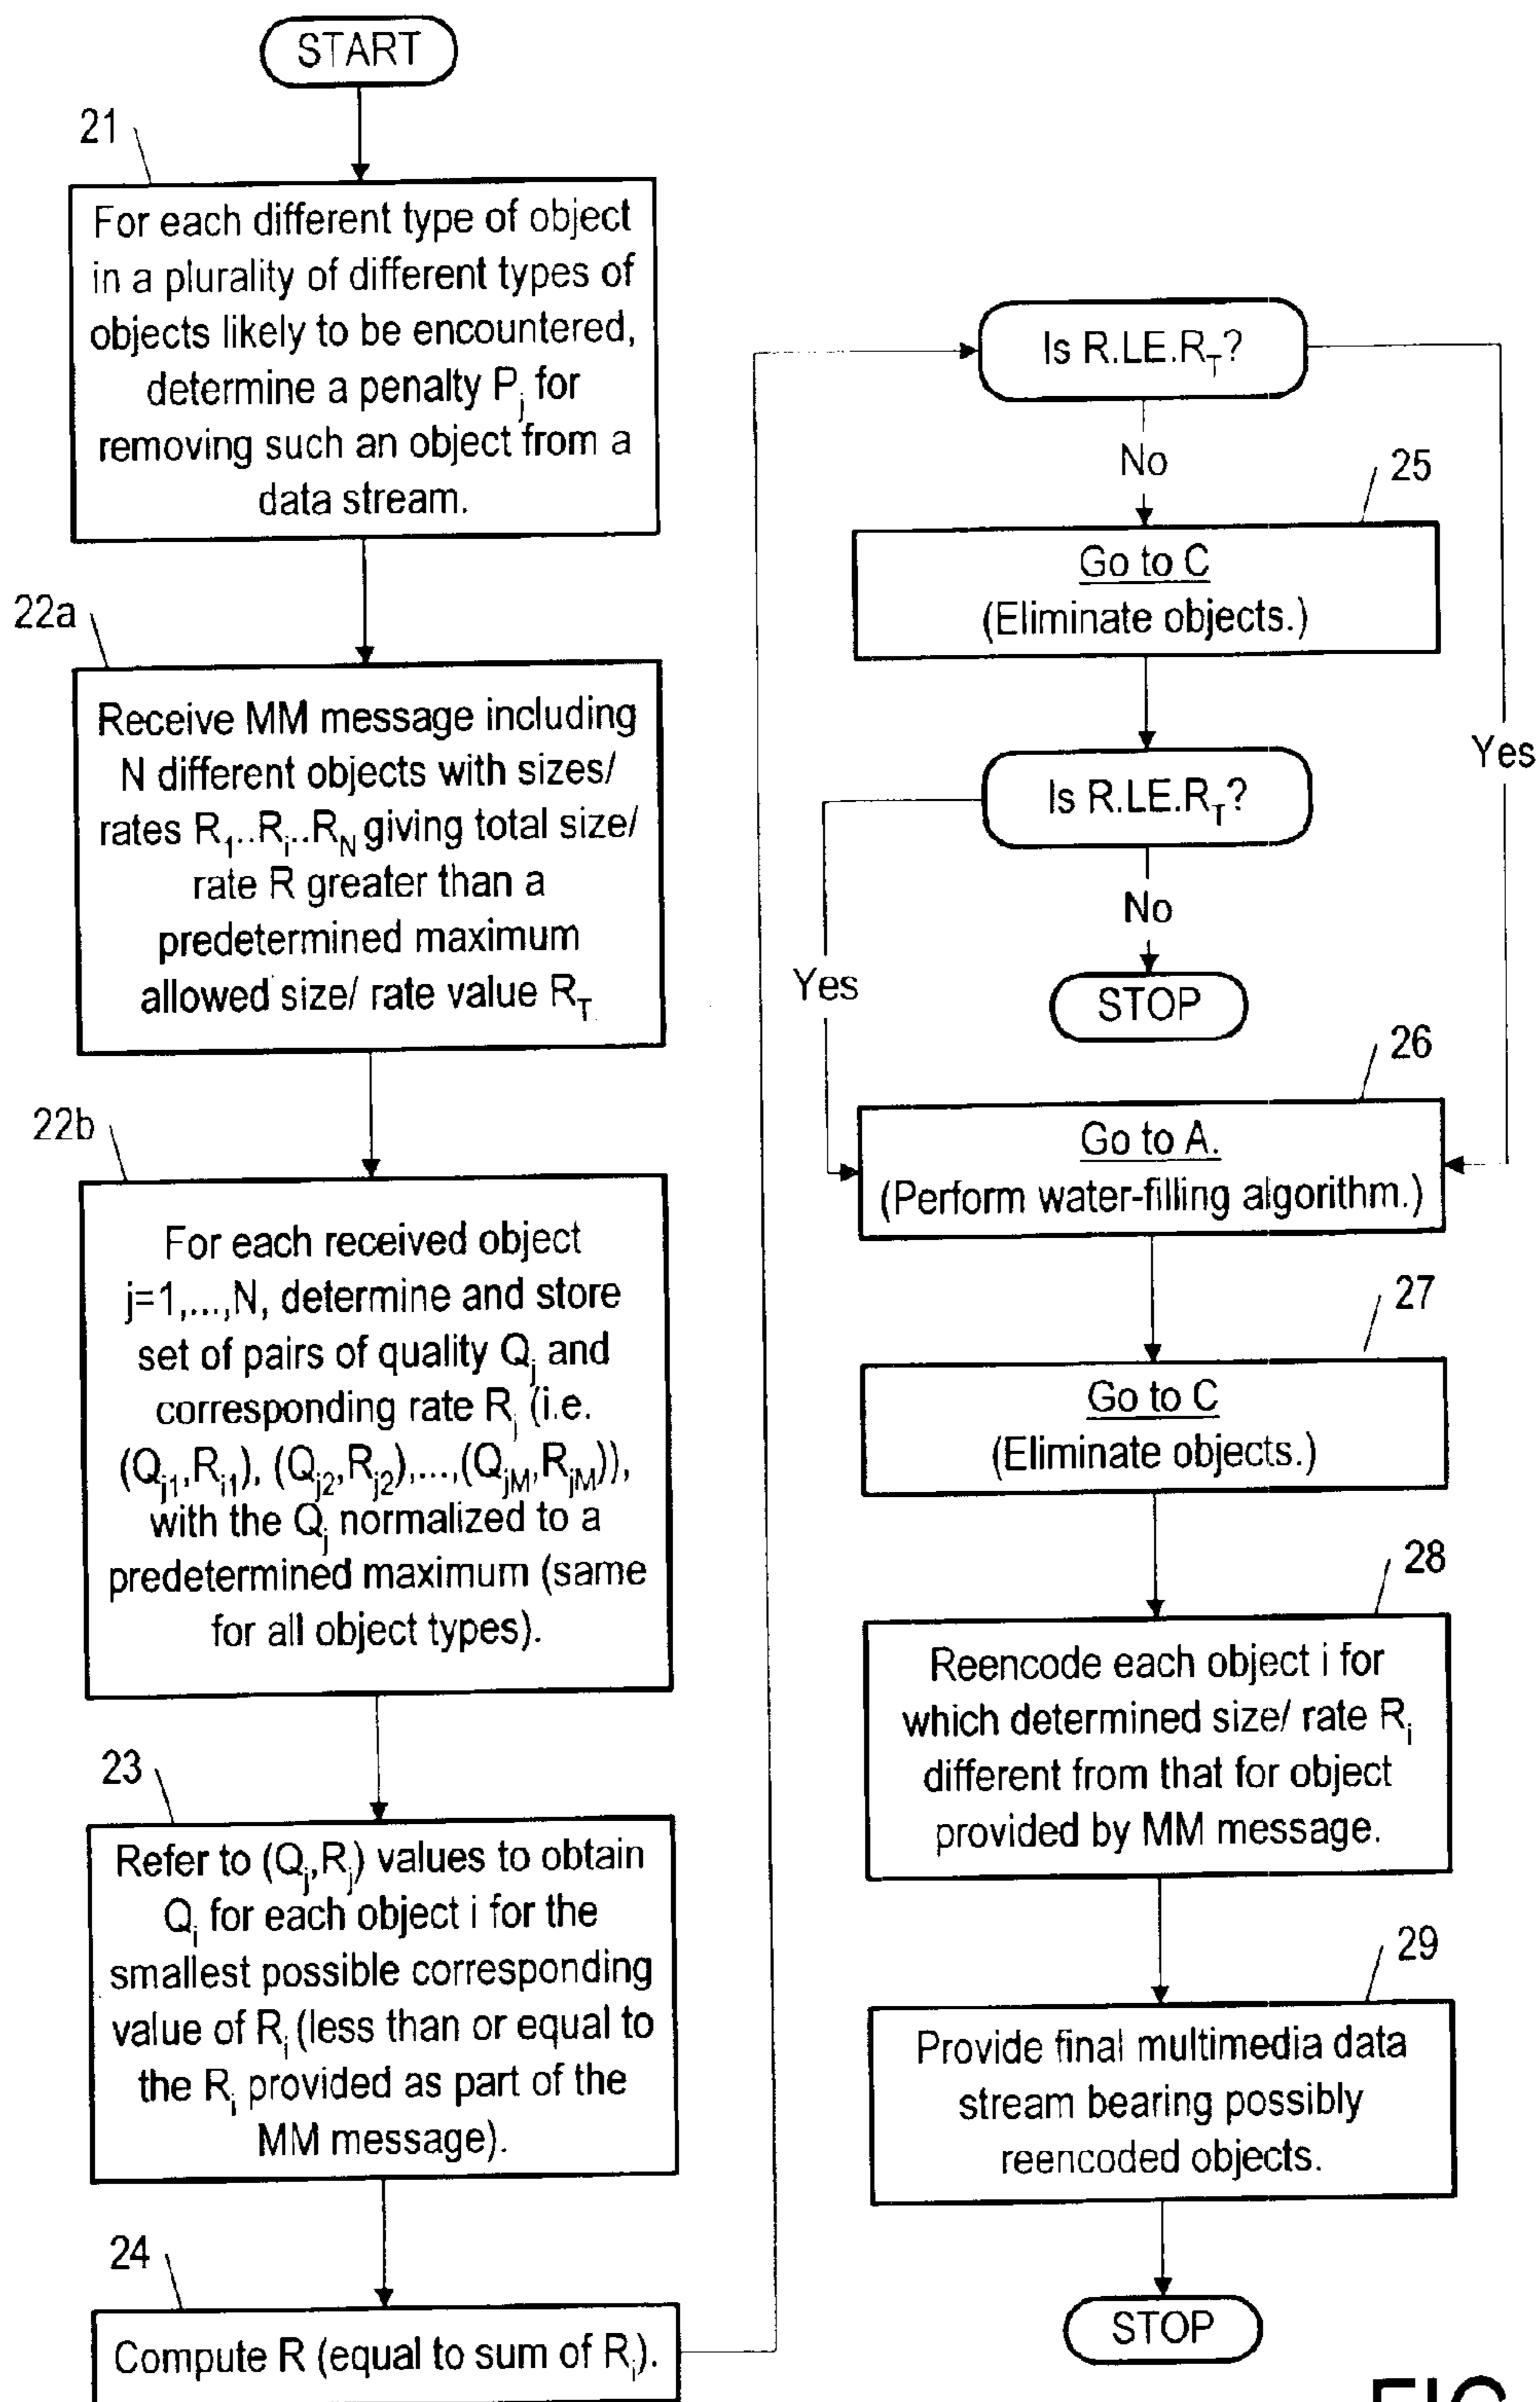 START
21
For each different type of object
in a plurality of different types of
objects likely to be encountered,
determine a penalty Pj for
removing such an object from a
data stream.
22a
Receive MM message including
N different objects with sizes/
rates R1..Ri..RN giving total size/
rate R greater than a
predetermined maximum
allowed size/ rate value RT
22b
For each received object
j=1,...,N, determine and store
set of pairs of quality Qj and
corresponding rate Rj (i.e.
(Qj1,Rj1), (Qj2,Rj2),...,(QjM,RjM)),
with the Qj normalized to a
predetermined maximum (same
for all object types).
23
Refer to (Qj,Rj) values to obtain
Qi for each object i for the
smallest possible corresponding
value of Ri (less than or equal to
the Ri provided as part of the
MM message).
24
Compute R (equal to sum of Ri).
Is R.LE.RT?
No
Yes
25
Go to C
(Eliminate objects.)
Is R.LE.RT?
Yes
No
STOP
26
Go to A.
(Perform water-filling algorithm.)
27
Go to C
(Eliminate objects.)
28
Reencode each object i for
which determined size/ rate Ri
different from that for object
provided by MM message.
29
Provide final multimedia data
stream bearing possibly
reencoded objects.
STOP
FIG